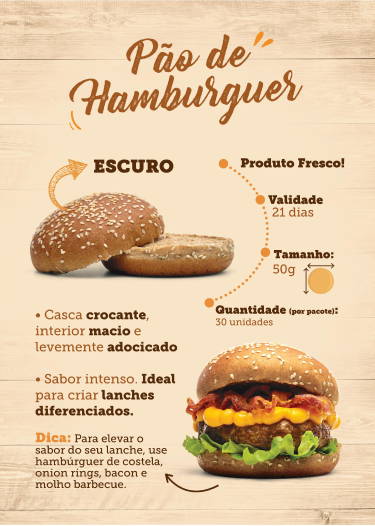 Pão de
Hamburguer
ESCURO
Produto Fresco!
Validade
21 dias
Tamanho:
50g
Quantidade (por pacote):
30 unidades
• Casca crocante,
interior macio e
levemente adocicado
• Sabor intenso. Ideal
para criar lanches
diferenciados.
Dica: Para elevar o
sabor do seu lanche, use
hambúrguer de costela,
onion rings, bacon e
molho barbecue.